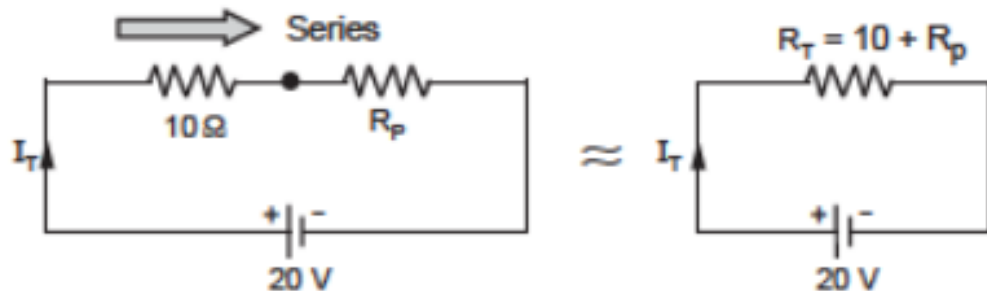 Series
R_T = 10 + R_p
10Ω
R_P
I_T
≈
I_T
+ −
+ −
20 V
20 V